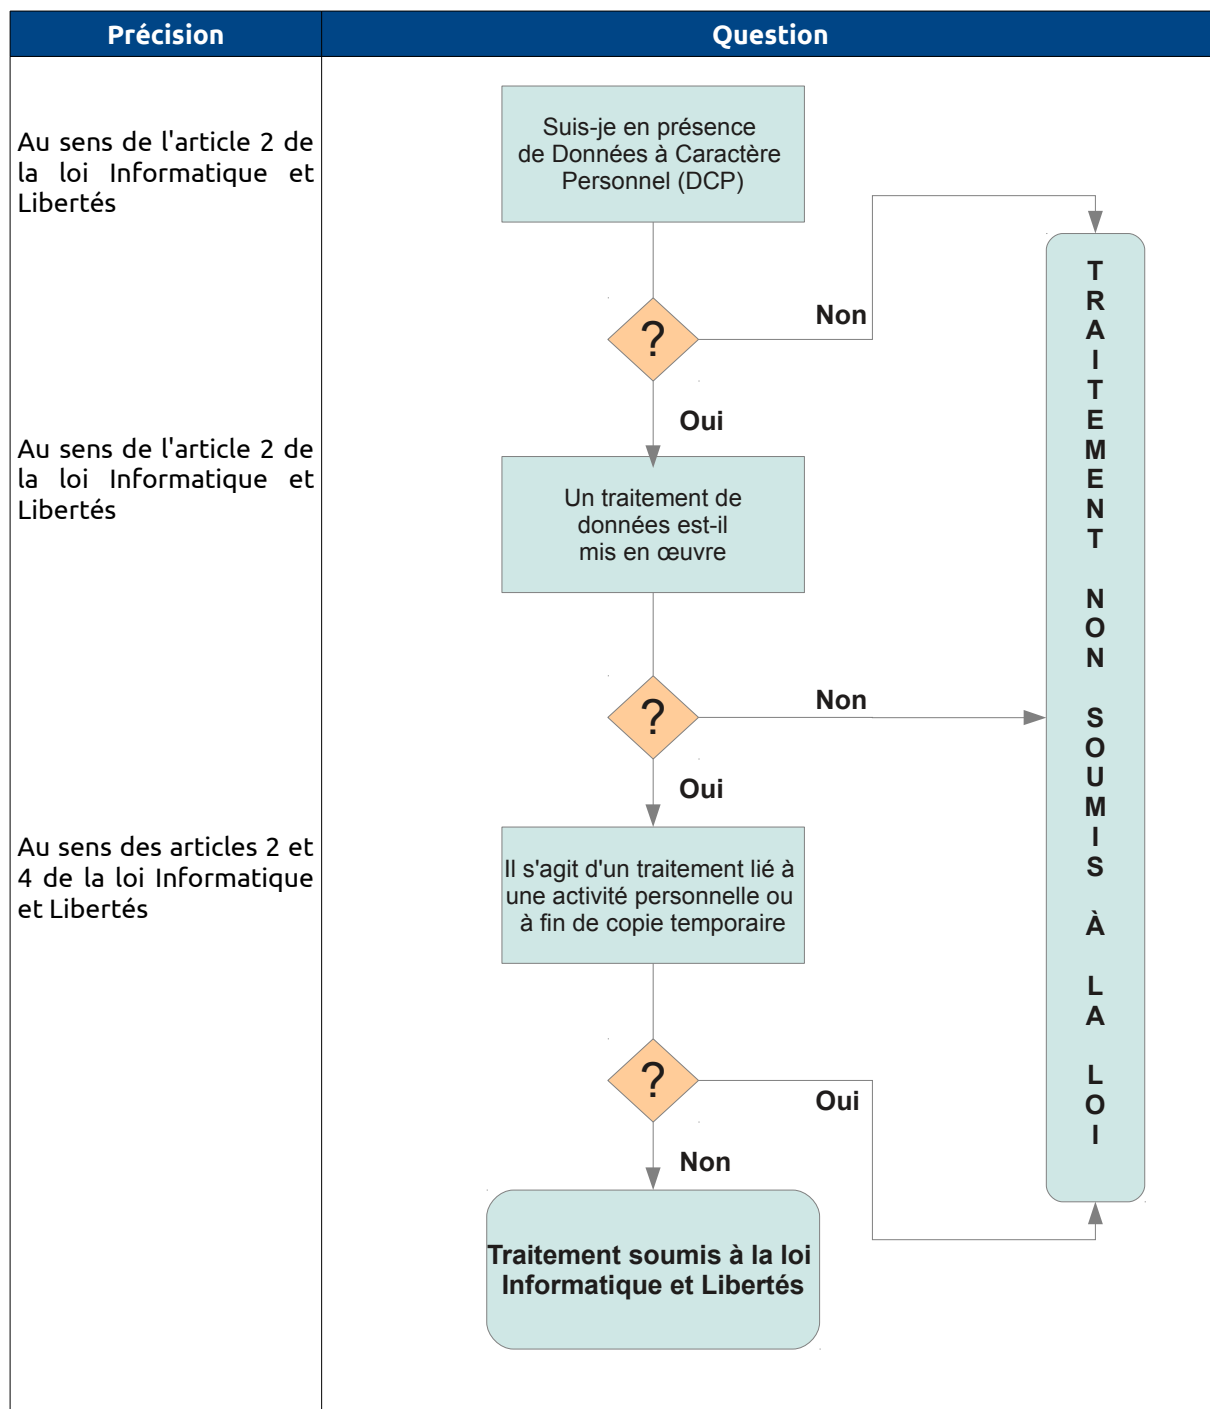 Précision
Question
Au sens de l'article 2 de
la loi Informatique et
Libertés
Suis-je en présence
de Données à Caractère
Personnel (DCP)
?
Non
Oui
Au sens de l'article 2 de
la loi Informatique et
Libertés
Un traitement de
données est-il
mis en œuvre
?
Non
Oui
Au sens des articles 2 et
4 de la loi Informatique
et Libertés
Il s'agit d'un traitement lié à
une activité personnelle ou
à fin de copie temporaire
?
Oui
Non
Traitement soumis à la loi
Informatique et Libertés
TRAITEMENT NON SOUMIS À LA LOI